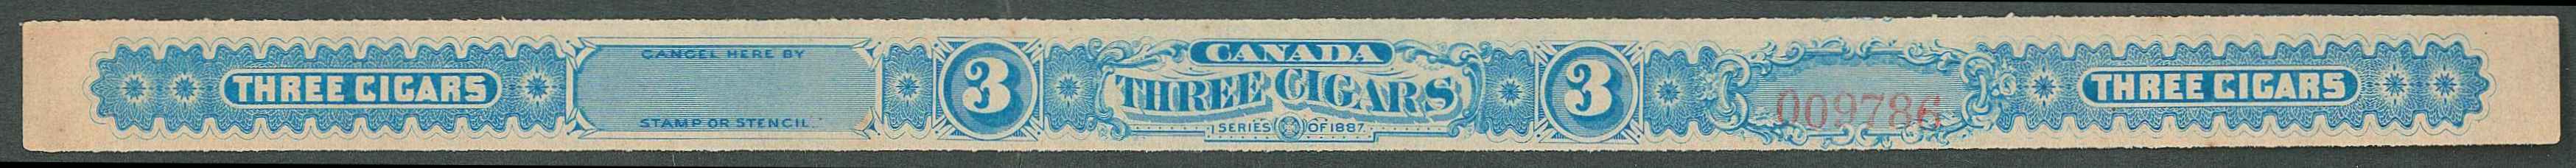 THREE CIGARS
CANCEL HERE BY
STAMP OR STENCIL.
3
CANADA
THREE CIGARS
SERIES OF 1887.
3
009786
THREE CIGARS